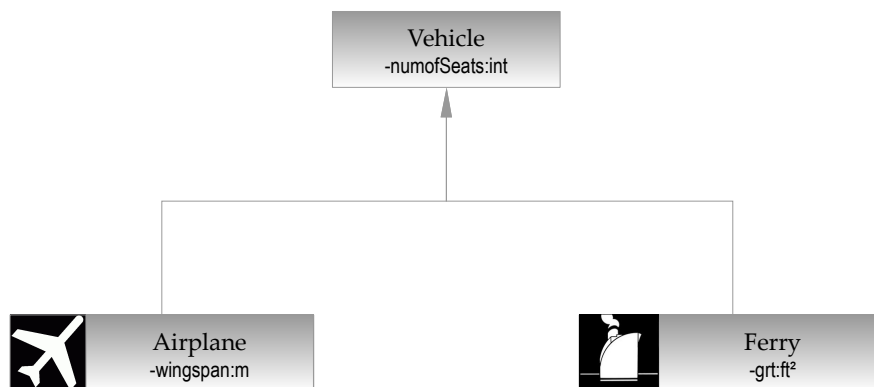 Vehicle
-numofSeats:int
Airplane
-wingspan:m
Ferry
-grt:ft²